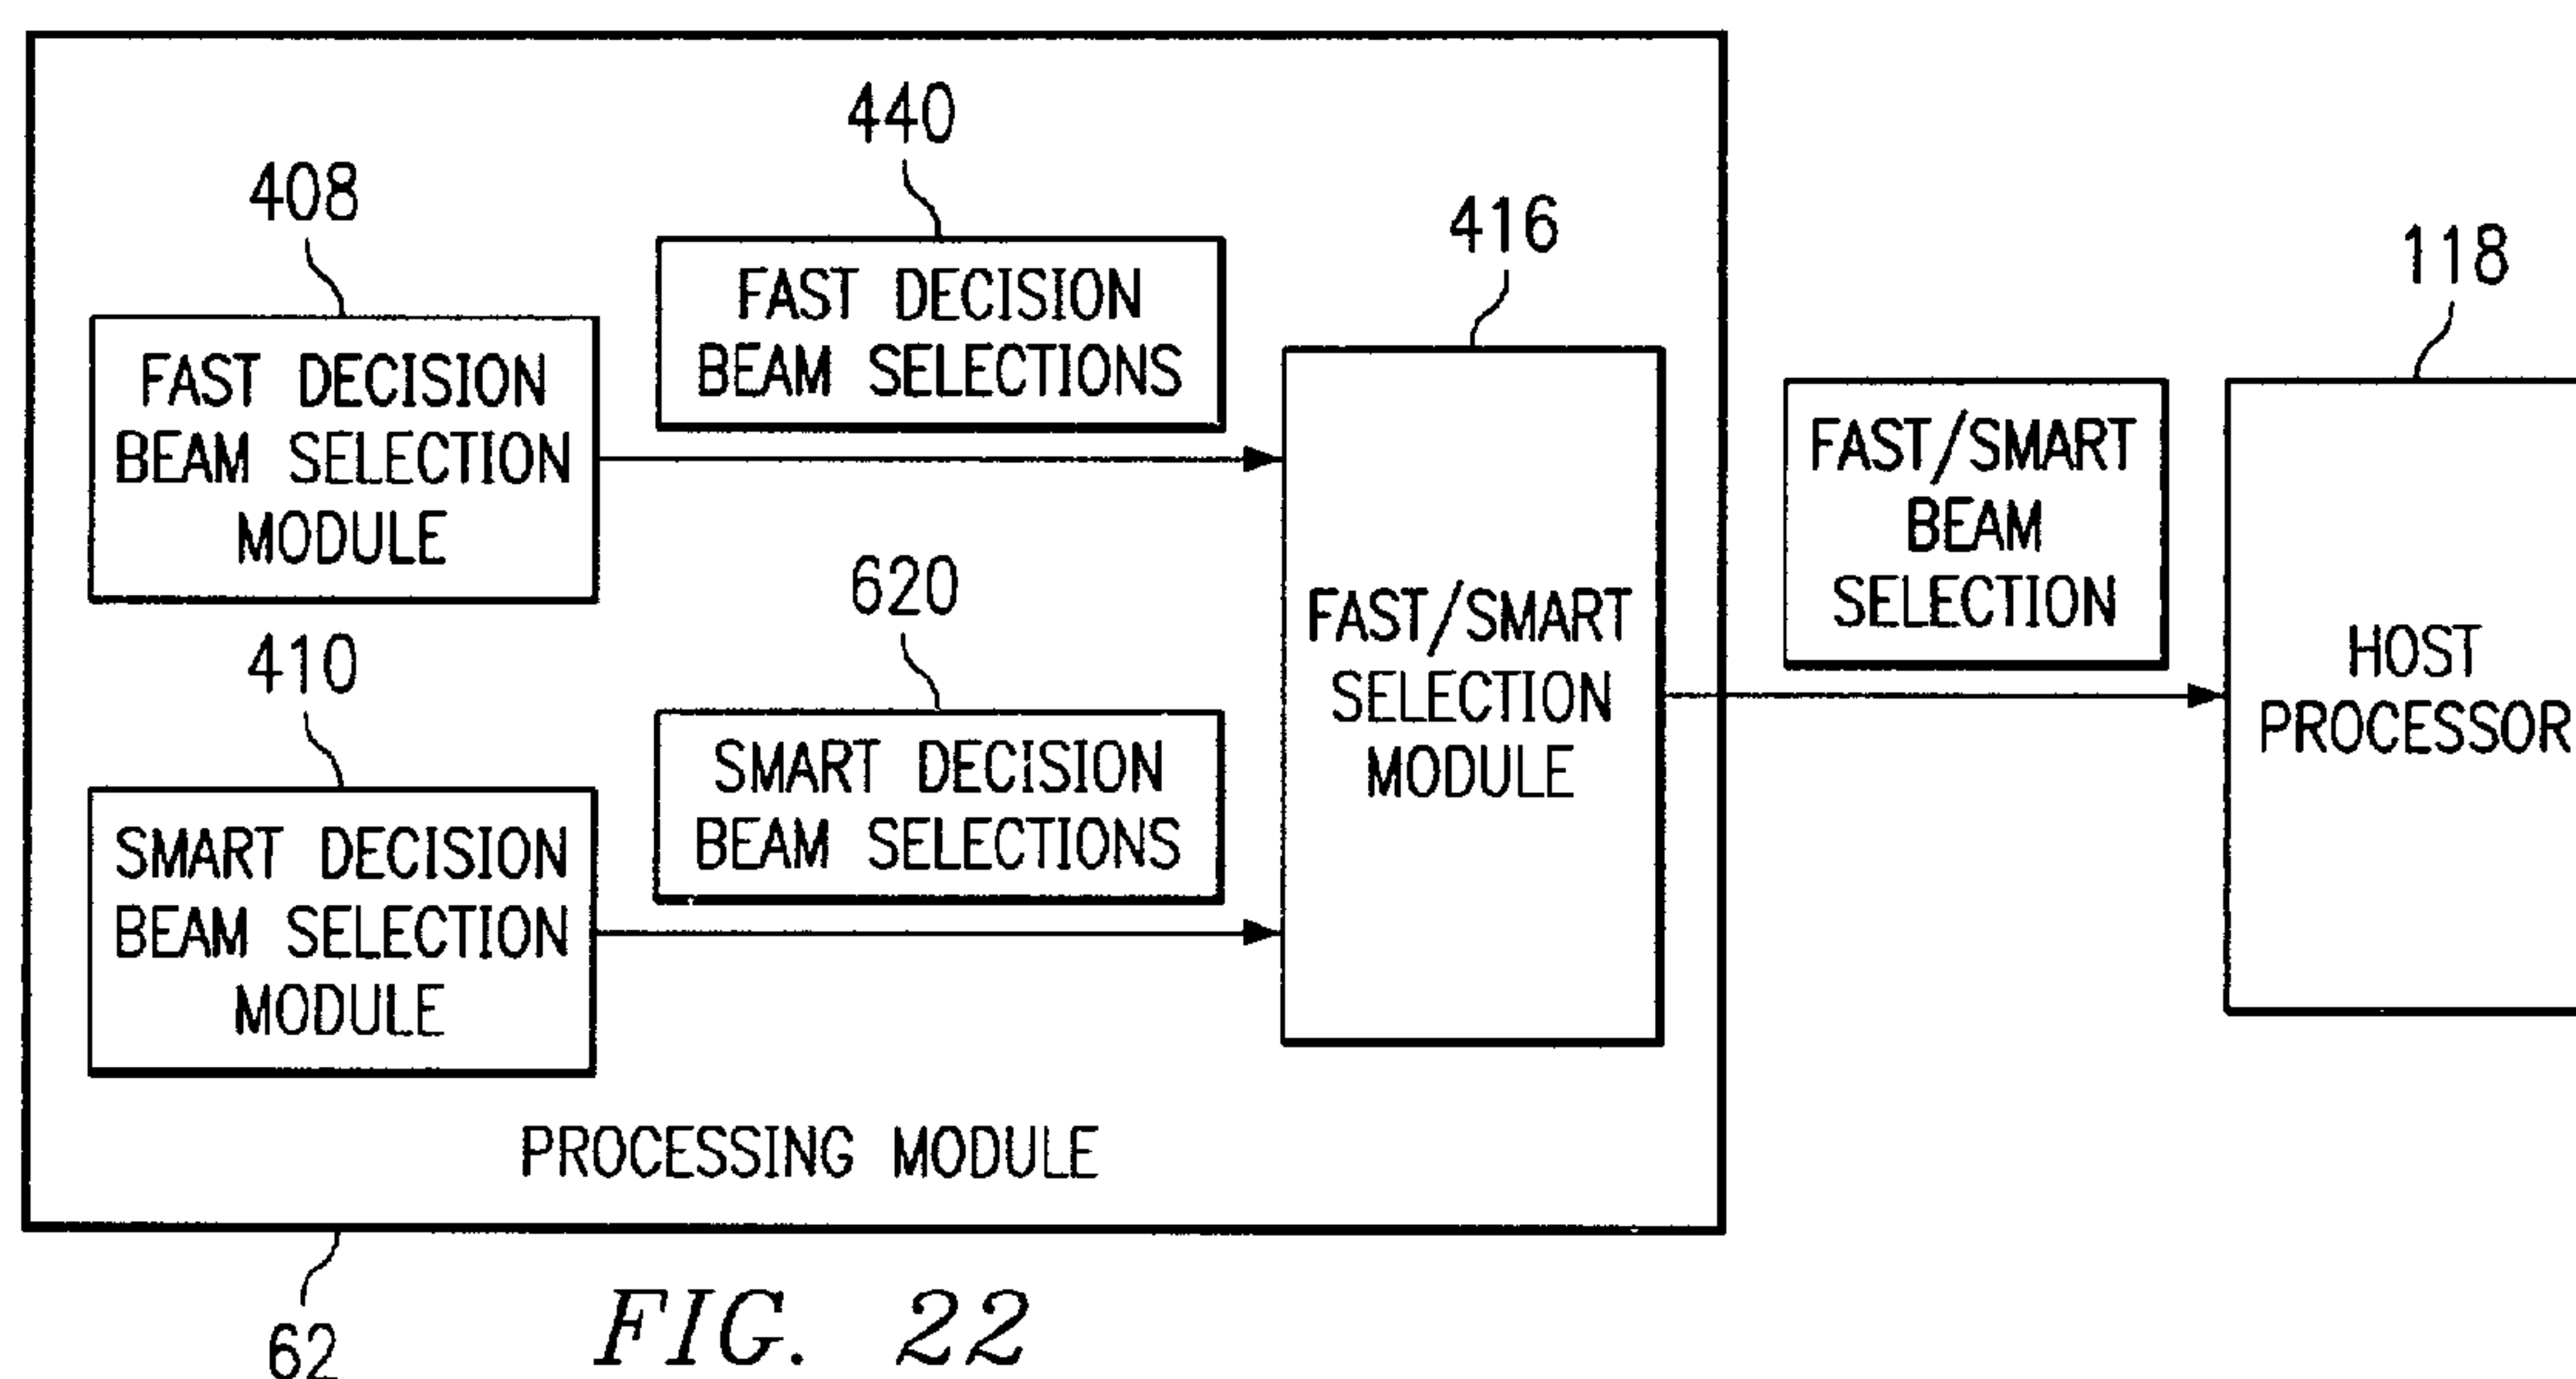 440
408
416
118
FAST DECISION
BEAM SELECTIONS
FAST DECISION
BEAM SELECTION
MODULE
FAST/SMART
BEAM
SELECTION
620
FAST/SMART
SELECTION
MODULE
HOST
PROCESSOR
410
SMART DECISION
BEAM SELECTIONS
SMART DECISION
BEAM SELECTION
MODULE
PROCESSING MODULE
62
FIG. 22